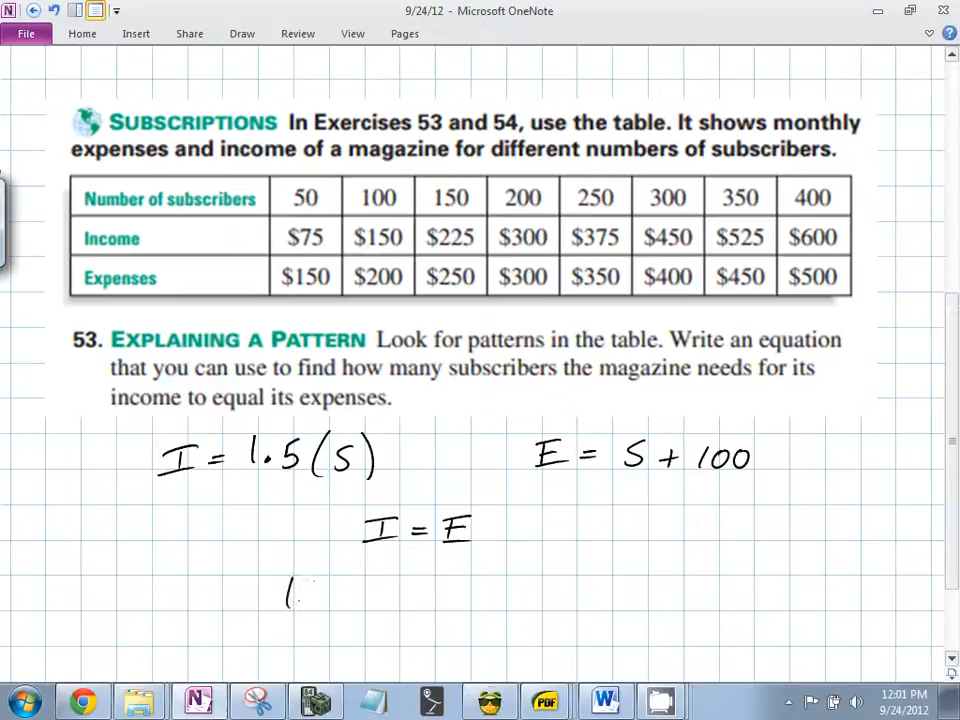 9/24/12 - Microsoft OneNote
File Home Insert Share Draw Review View Pages
SUBSCRIPTIONS In Exercises 53 and 54, use the table. It shows monthly
expenses and income of a magazine for different numbers of subscribers.
Number of subscribers 50 100 150 200 250 300 350 400
Income $75 $150 $225 $300 $375 $450 $525 $600
Expenses $150 $200 $250 $300 $350 $400 $450 $500
53. EXPLAINING A PATTERN Look for patterns in the table. Write an equation
that you can use to find how many subscribers the magazine needs for its
income to equal its expenses.
I = 1.5(S) E = S + 100
I = E
PDF
12:01 PM
9/24/2012